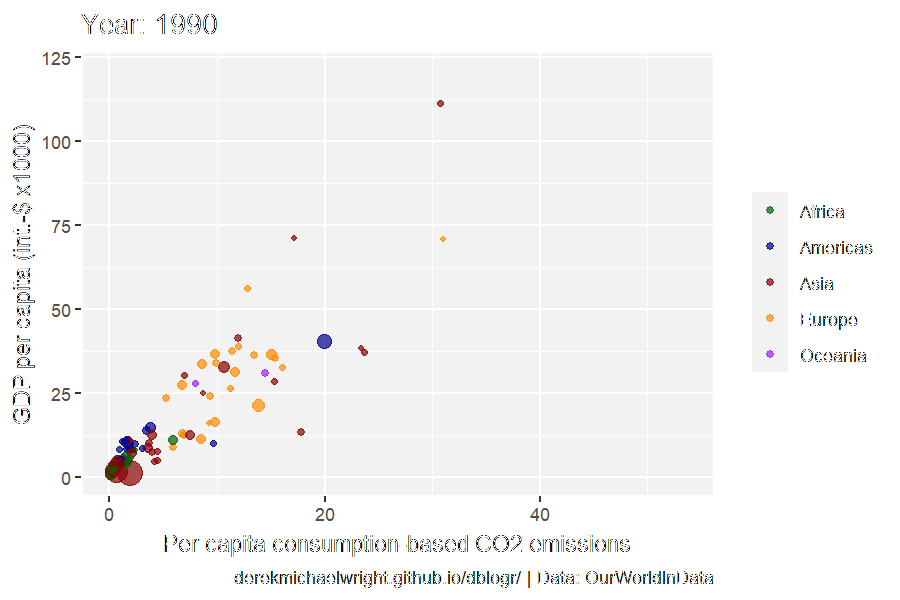 Year: 1990
GDP per capita (int.-$ x1000)
125
100
75
50
25
0
0 20 40
Per capita consumption-based CO2 emissions
Africa
Americas
Asia
Europe
Oceania
derekmichaelwright.github.io/dblogr/ | Data: OurWorldInData